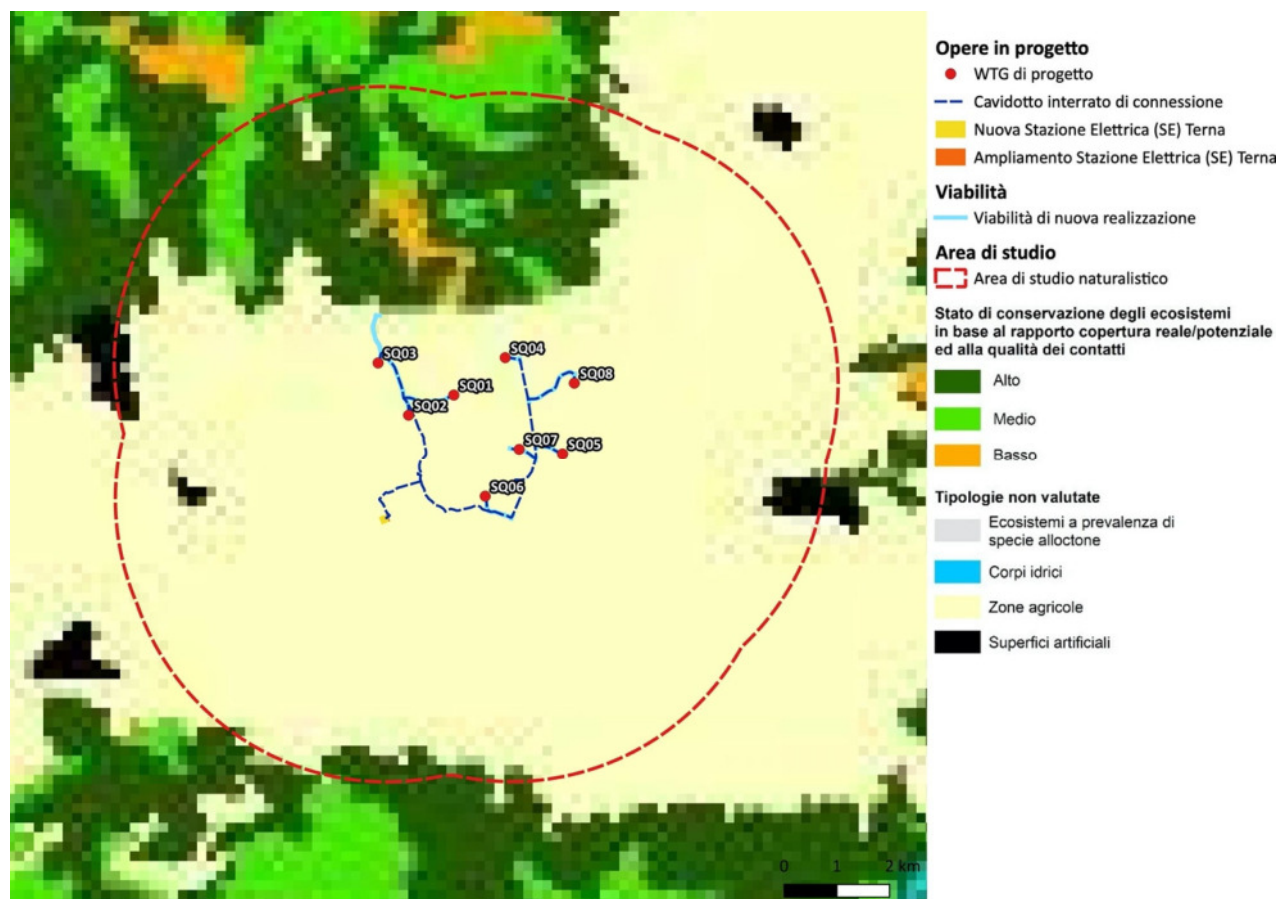 SQ03
SQ04
SQ08
SQ01
SQ02
SQ07
SQ05
SQ06
0 1 2 km
Opere in progetto
WTG di progetto
Cavidotto interrato di connessione
Nuova Stazione Elettrica (SE) Terna
Ampliamento Stazione Elettrica (SE) Terna
Viabilità
Viabilità di nuova realizzazione
Area di studio
Area di studio naturalistico
Stato di conservazione degli ecosistemi
in base al rapporto copertura reale/potenziale
ed alla qualità dei contatti
Alto
Medio
Basso
Tipologie non valutate
Ecosistemi a prevalenza di
specie alloctone
Corpi idrici
Zone agricole
Superfici artificiali